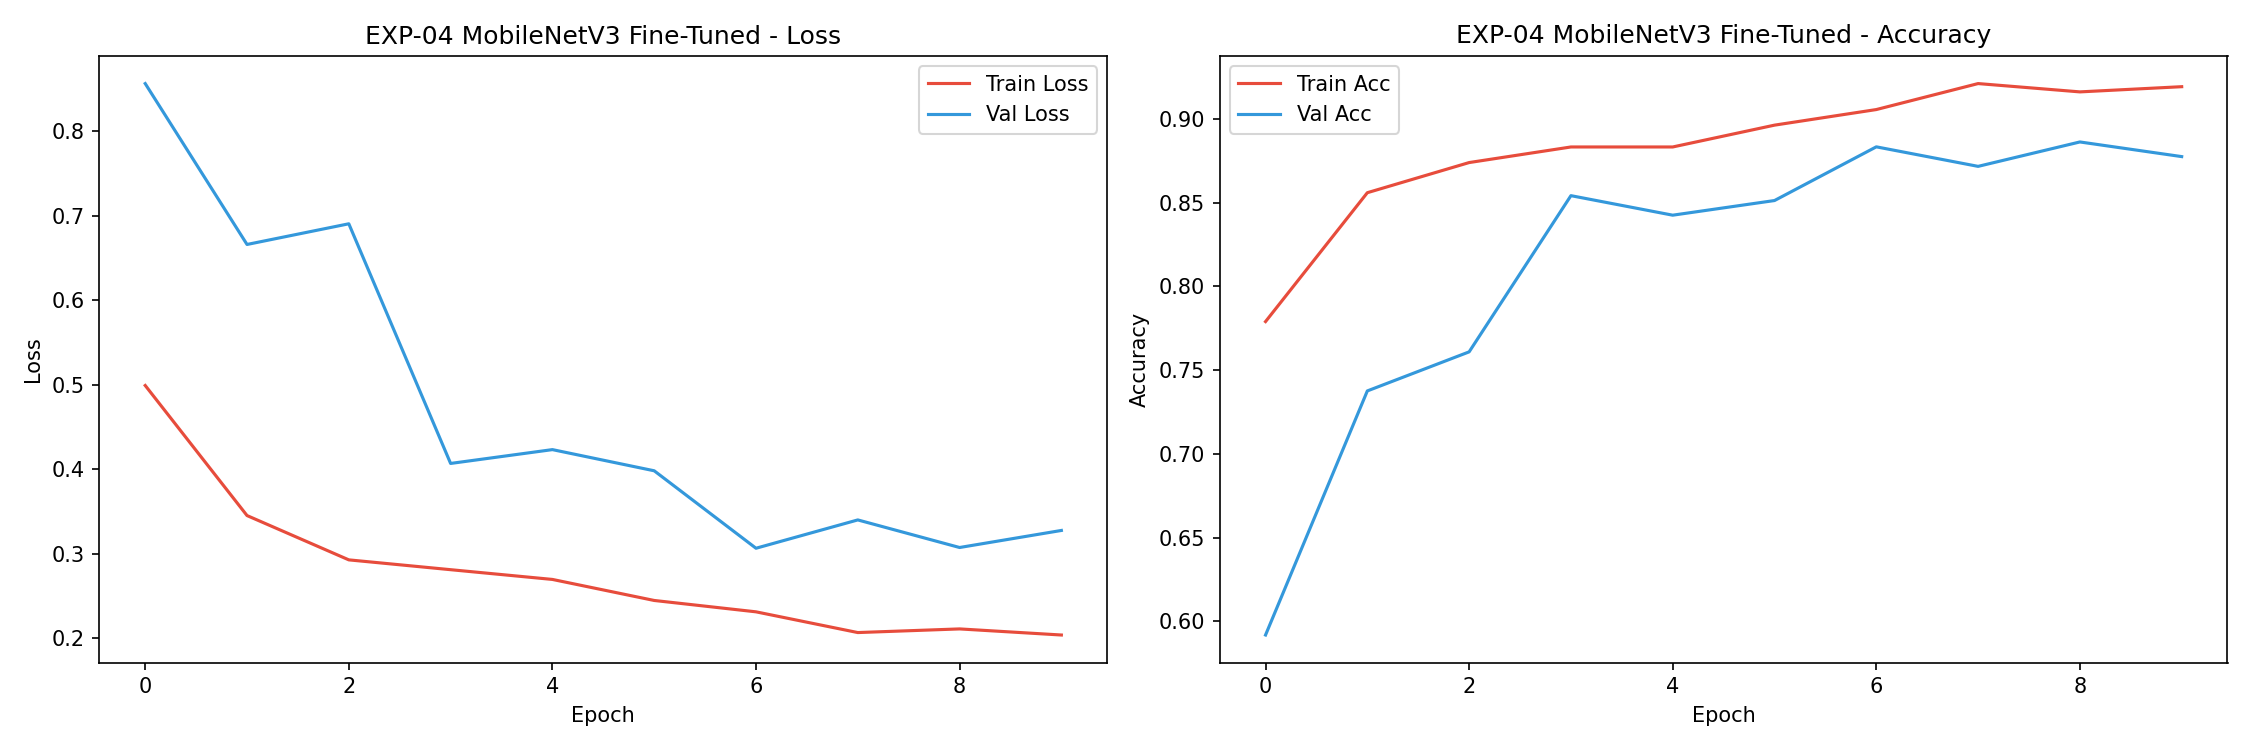 EXP-04 MobileNetV3 Fine-Tuned - Loss
Train Loss
Val Loss
0.8
0.7
0.6
0.5
0.4
0.3
0.2
Loss
0 2 4 6 8
Epoch
EXP-04 MobileNetV3 Fine-Tuned - Accuracy
Train Acc
Val Acc
0.90
0.85
0.80
0.75
0.70
0.65
0.60
Accuracy
0 2 4 6 8
Epoch